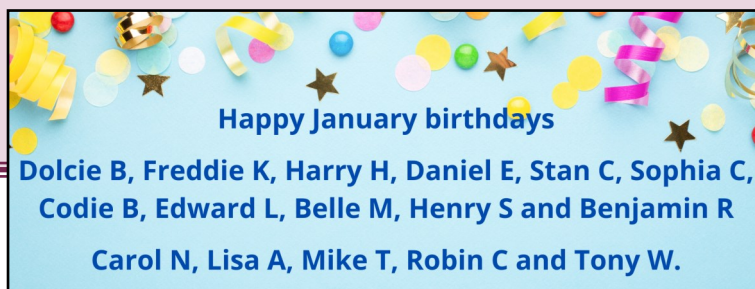 Happy January birthdays
Dolcie B, Freddie K, Harry H, Daniel E, Stan C, Sophia C,
Codie B, Edward L, Belle M, Henry S and Benjamin R
Carol N, Lisa A, Mike T, Robin C and Tony W.